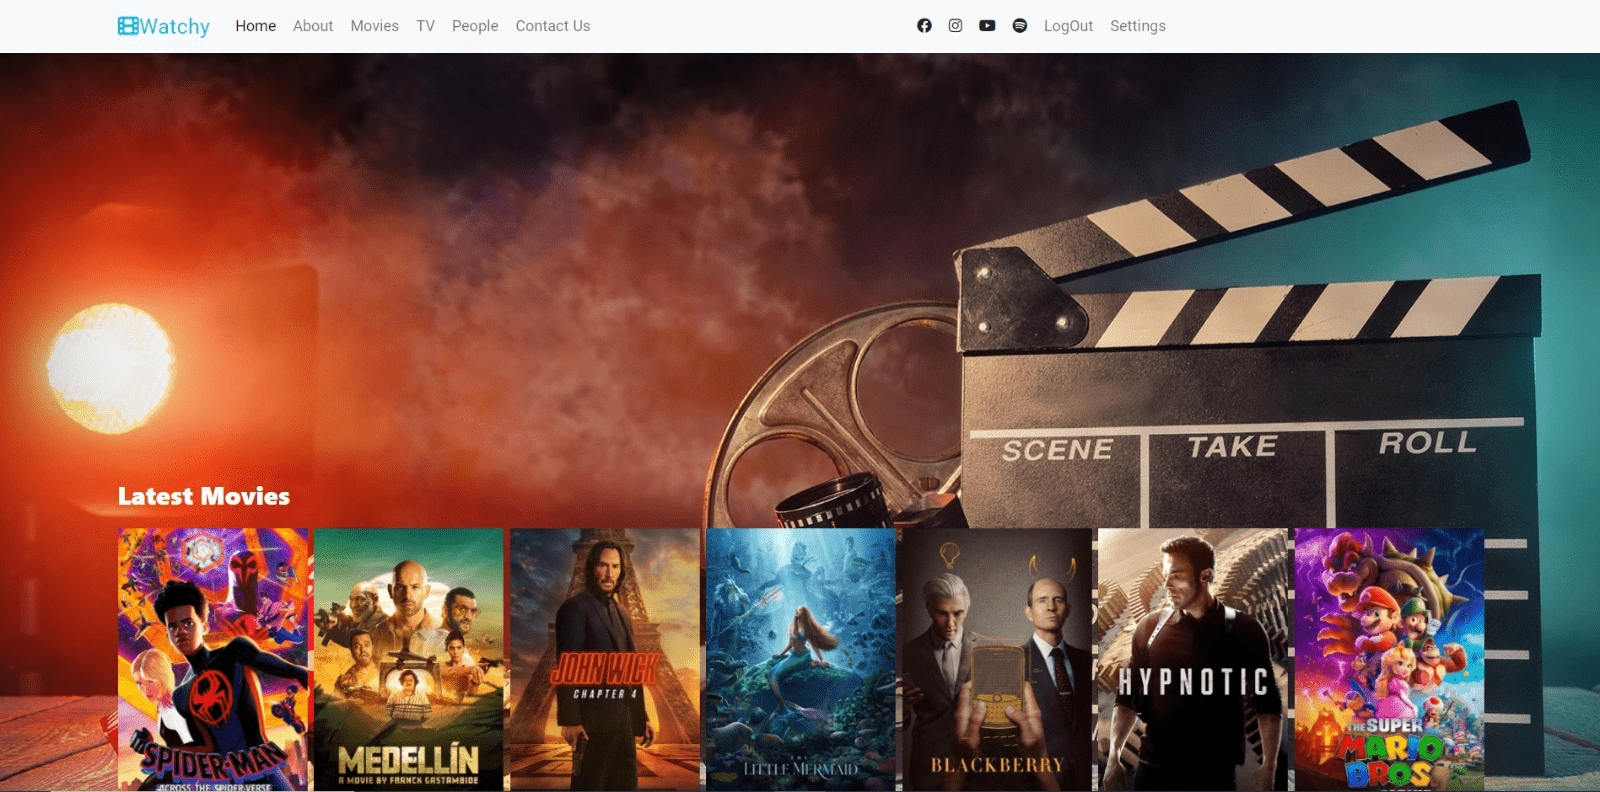 Watchy Home About Movies TV People Contact Us LogOut Settings
SCENE TAKE ROLL
Latest Movies
SPIDER-MAN
ACROSS THE SPIDER-VERSE
MEDELLÍN
A MOVIE BY FRANCK GASTAMBIDE
JOHN WICK
CHAPTER 4
THE
LITTLE MERMAID
BLACKBERRY
HYPNOTIC
THE SUPER
MARIO
BROS.